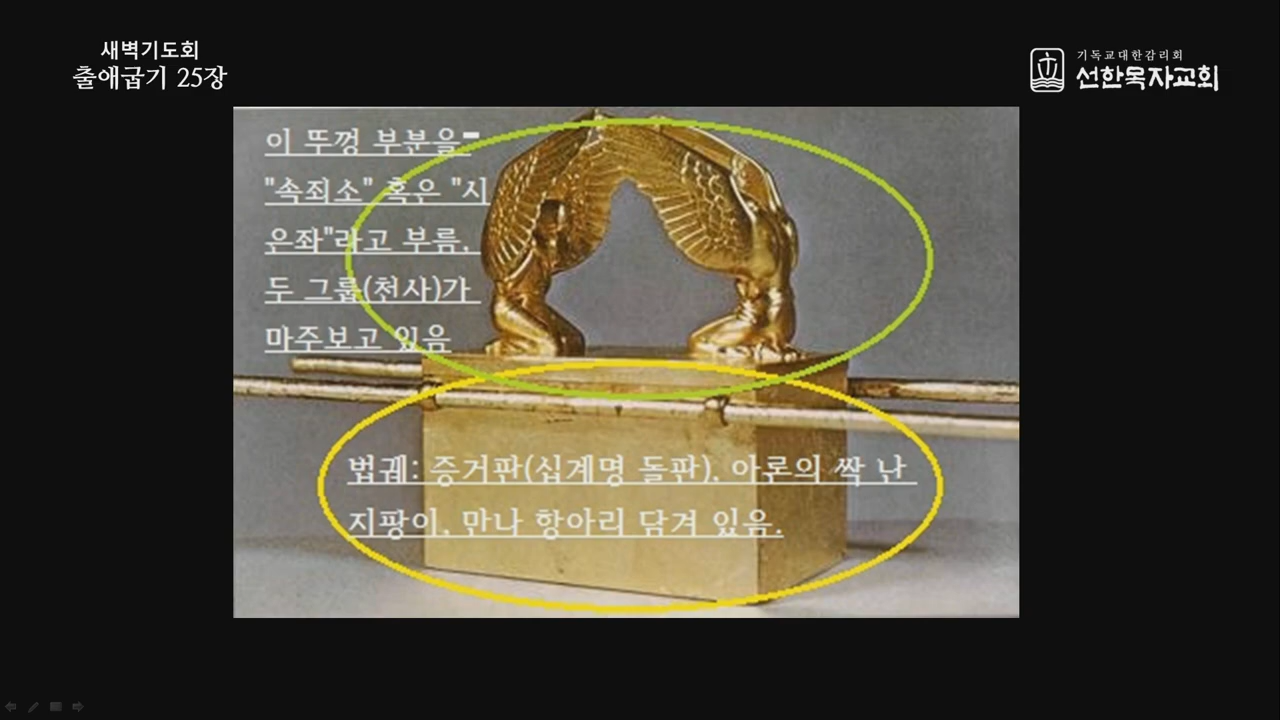 새벽기도회
출애굽기 25장
기독교대한감리회
선한목자교회
이 뚜껑 부분을
"속죄소" 혹은 "시
은좌"라고 부름.
두 그룹(천사)가
마주보고 있음
법궤: 증거판(십계명 돌판), 아론의 싹 난
지팡이, 만나 항아리 담겨 있음.